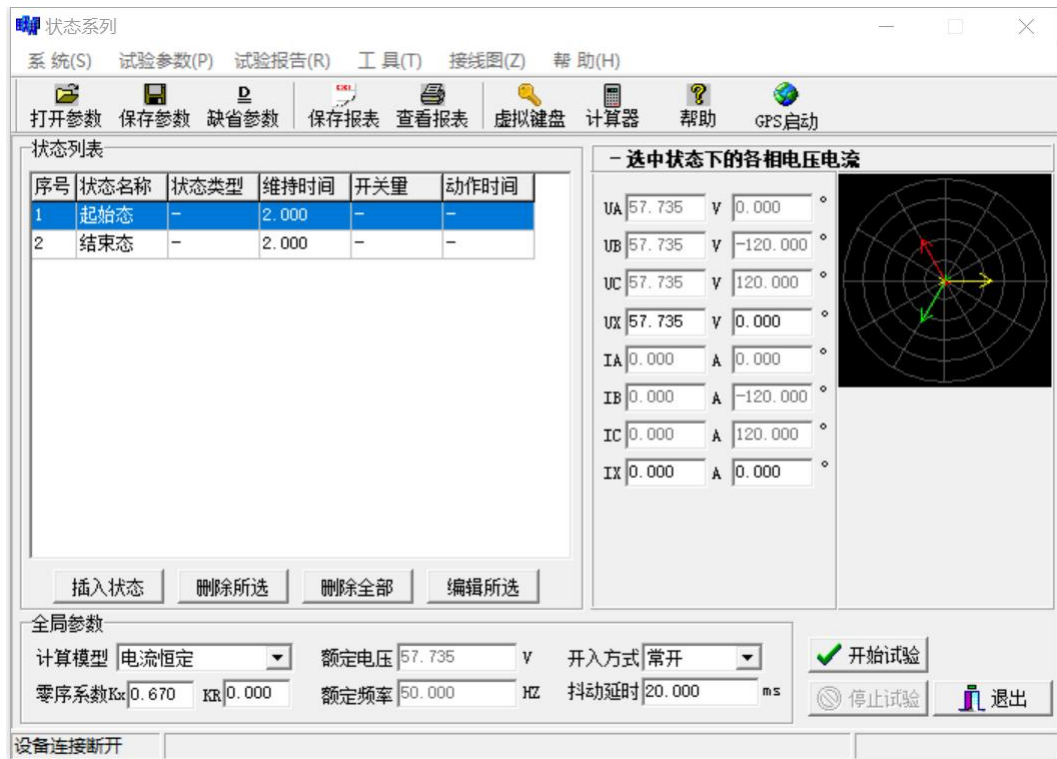 状态系列
系 统(S) 试验参数(P) 试验报告(R) 工 具(T) 接线图(Z) 帮 助(H)
打开参数 保存参数 D 缺省参数 保存报表 查看报表 虚拟键盘 计算器 帮助 GPS启动
状态列表
序号 状态名称 状态类型 维持时间 开关量 动作时间
1 起始态 - 2.000 - -
2 结束态 - 2.000 - -
插入状态 删除所选 删除全部 编辑所选
-选中状态下的各相电压电流
UA 57.735 V 0.000 °
UB 57.735 V -120.000 °
UC 57.735 V 120.000 °
UX 57.735 V 0.000 °
IA 0.000 A 0.000 °
IB 0.000 A -120.000 °
IC 0.000 A 120.000 °
IX 0.000 A 0.000 °
全局参数
计算模型 电流恒定 额定电压 57.735 V 开入方式 常开
零序系数Kx 0.670 KR 0.000 额定频率 50.000 HZ 抖动延时 20.000 ms
开始试验
停止试验 退出
设备连接断开